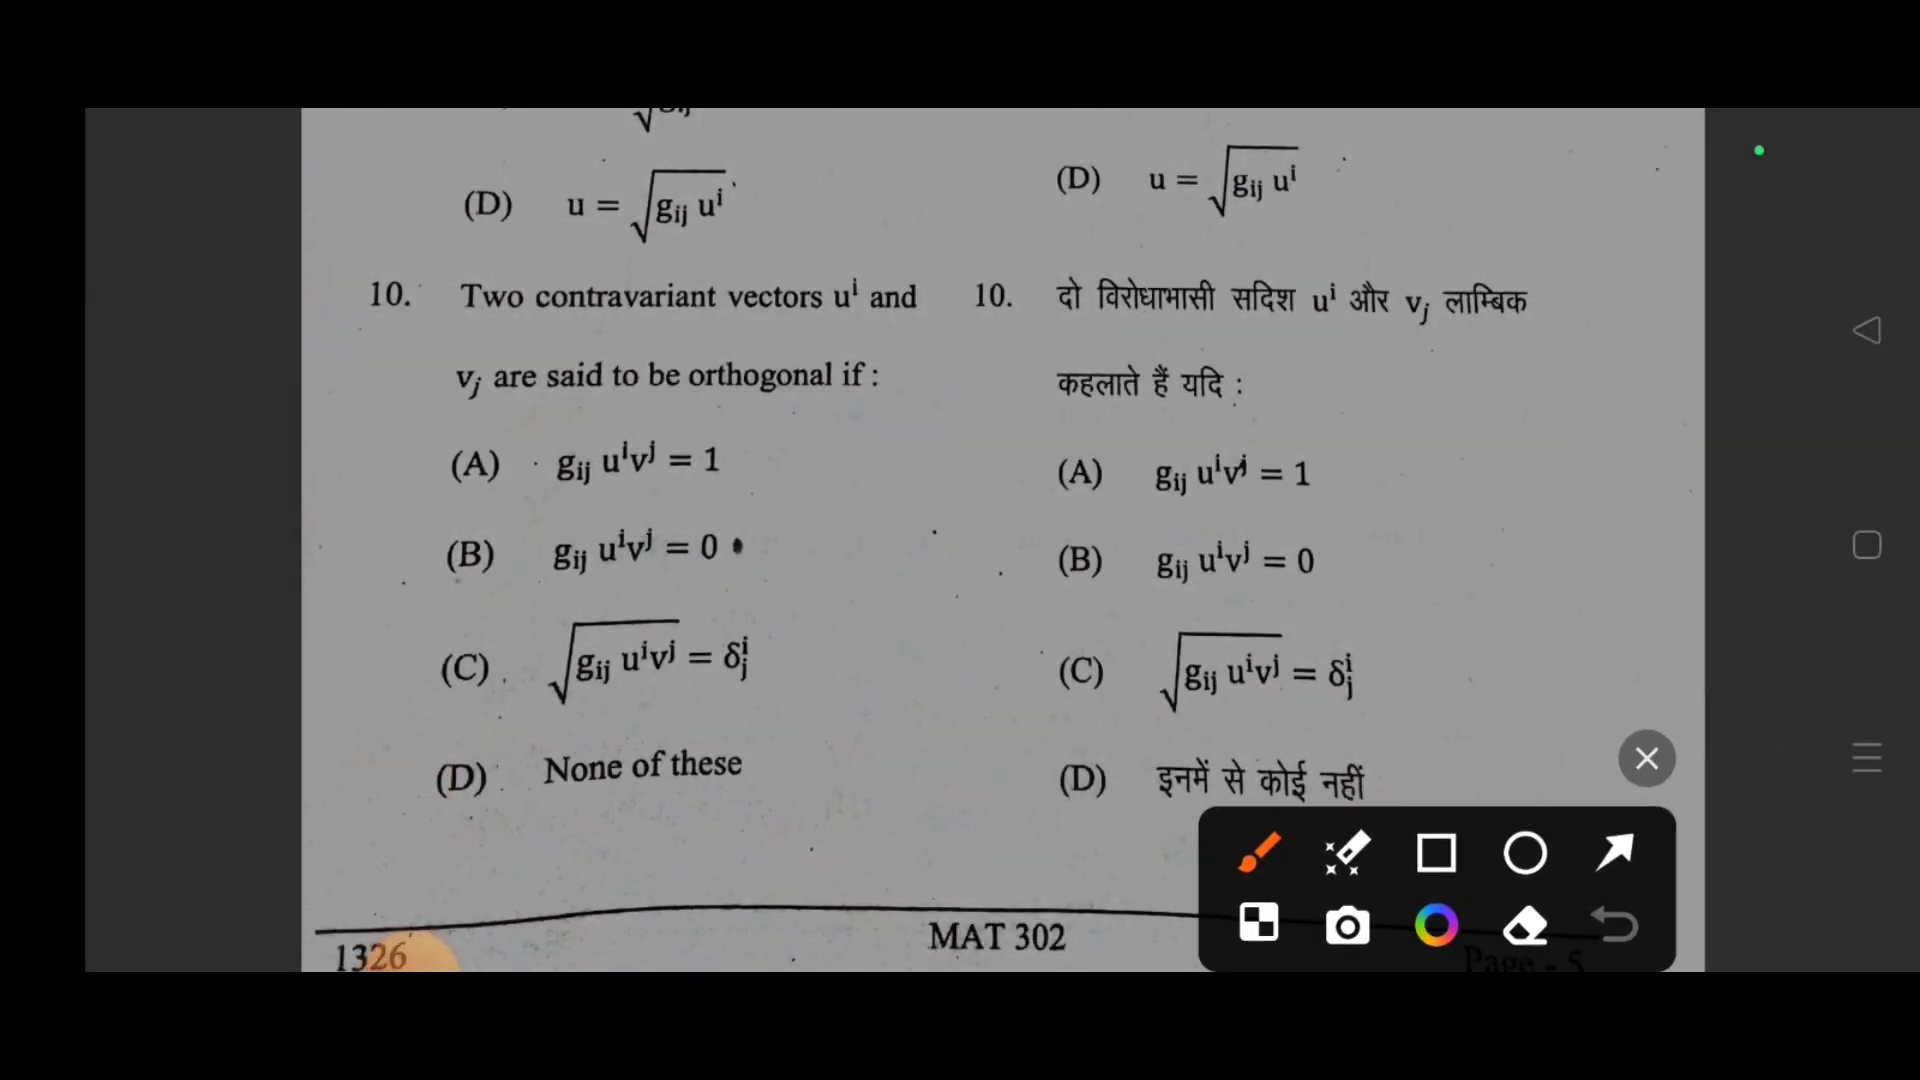 (D) u = √gᵢⱼ uⁱ
10. Two contravariant vectors uⁱ and
vⱼ are said to be orthogonal if :
(A) gᵢⱼ uⁱvʲ = 1
(B) gᵢⱼ uⁱvʲ = 0
(C) √gᵢⱼ uⁱvʲ = δⁱⱼ
(D) None of these
(D) u = √gᵢⱼ uⁱ
10. दो विरोधाभासी सदिश uⁱ और vⱼ लाम्बिक
कहलाते हैं यदि :
(A) gᵢⱼ uⁱvʲ = 1
(B) gᵢⱼ uⁱvʲ = 0
(C) √gᵢⱼ uⁱvʲ = δⁱⱼ
(D) इनमें से कोई नहीं
1326 MAT 302 Page - 5